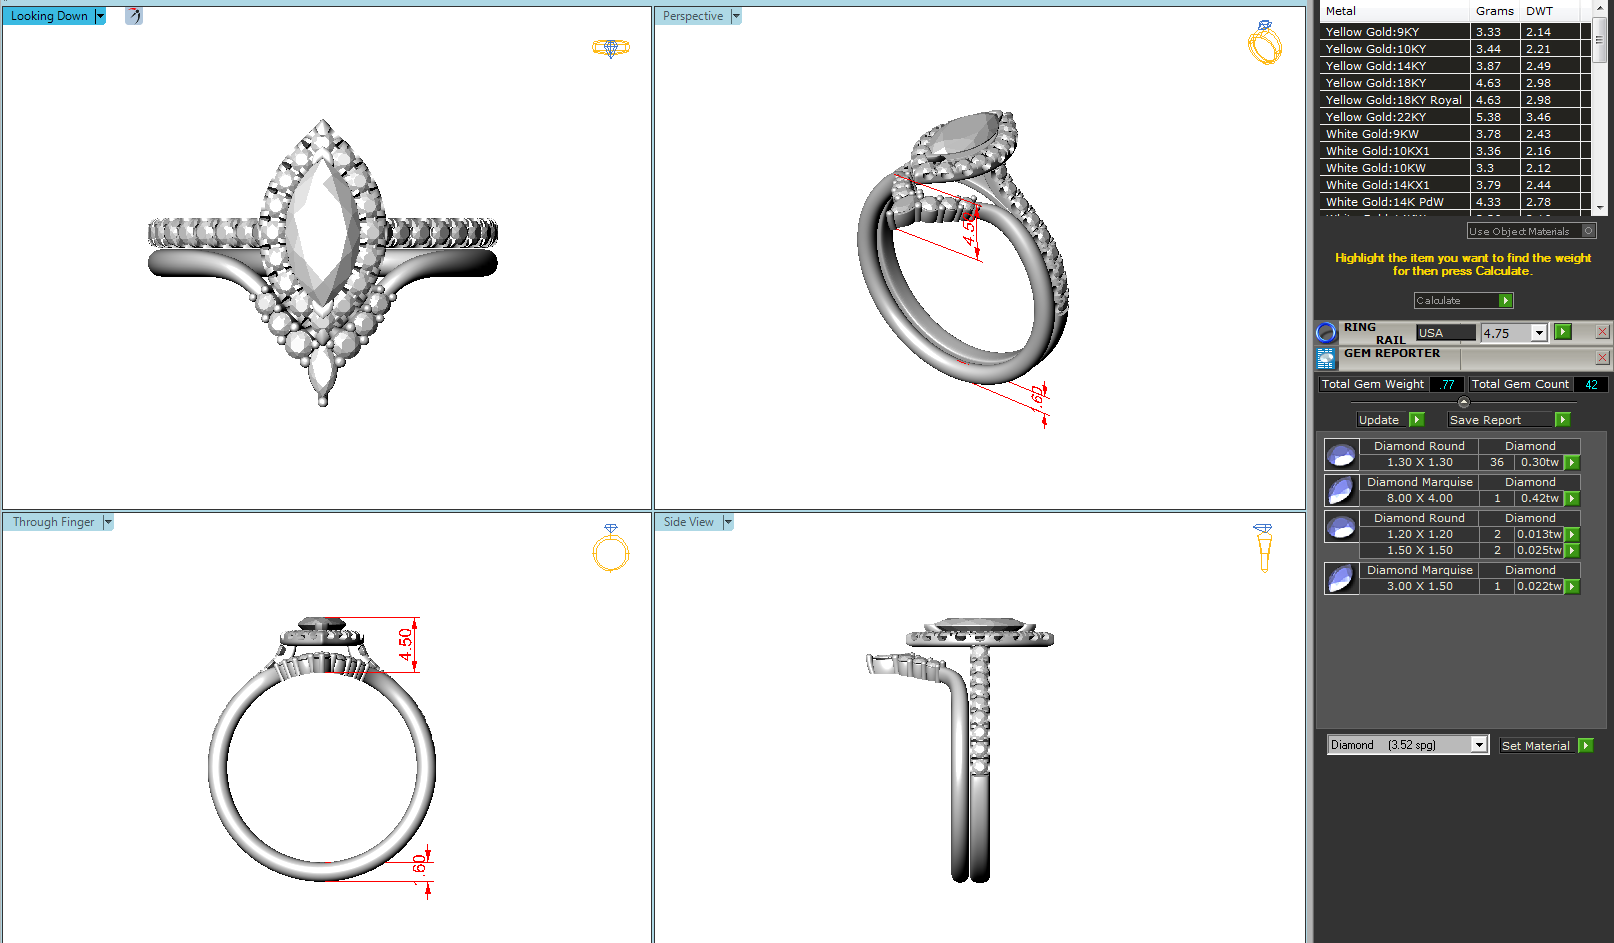 Looking Down
Perspective
4.50
1.60
Through Finger
4.50
1.60
Side View
Metal Grams DWT
Yellow Gold:9KY 3.33 2.14
Yellow Gold:10KY 3.44 2.21
Yellow Gold:14KY 3.87 2.49
Yellow Gold:18KY 4.63 2.98
Yellow Gold:18KY Royal 4.63 2.98
Yellow Gold:22KY 5.38 3.46
White Gold:9KW 3.78 2.43
White Gold:10KX1 3.36 2.16
White Gold:10KW 3.3 2.12
White Gold:14KX1 3.79 2.44
White Gold:14K PdW 4.33 2.78
Use Object Materials
Highlight the item you want to find the weight
for then press Calculate.
Calculate
RING RAIL USA 4.75
GEM REPORTER
Total Gem Weight .77 Total Gem Count 42
Update Save Report
Diamond Round Diamond
1.30 X 1.30 36 0.30tw
Diamond Marquise Diamond
8.00 X 4.00 1 0.42tw
Diamond Round Diamond
1.20 X 1.20 2 0.013tw
1.50 X 1.50 2 0.025tw
Diamond Marquise Diamond
3.00 X 1.50 1 0.022tw
Diamond (3.52 spg) Set Material